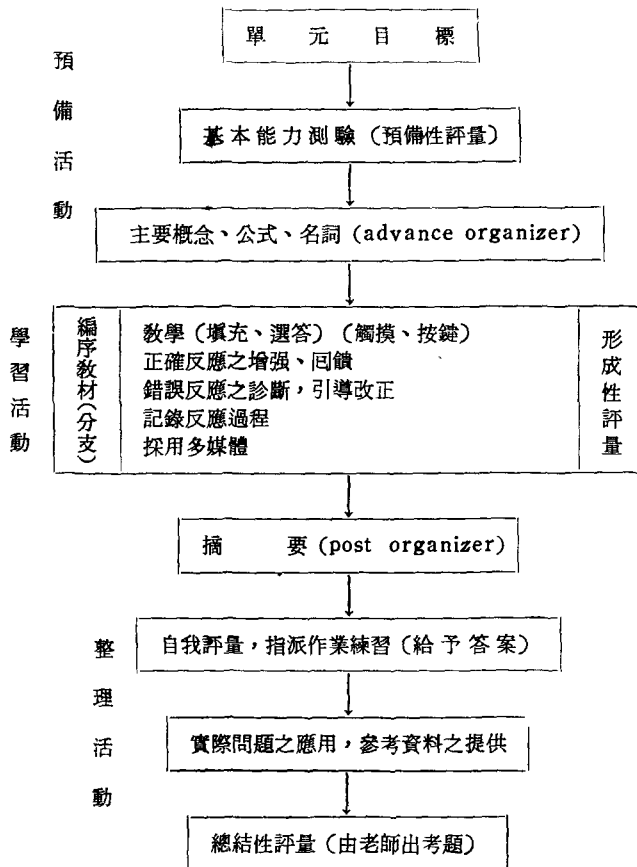 單元目標
預備活動
基本能力測驗（預備性評量）
主要概念、公式、名詞（advance organizer）
學習活動
編序教材（分支）
教學（填充、選答）（觸摸、按鍵）
正確反應之增强、囘饋
錯誤反應之診斷，引導改正
記錄反應過程
採用多媒體
形成性評量
摘要（post organizer）
整理活動
自我評量，指派作業練習（給予答案）
實際問題之應用，參考資料之提供
總結性評量（由老師出考題）